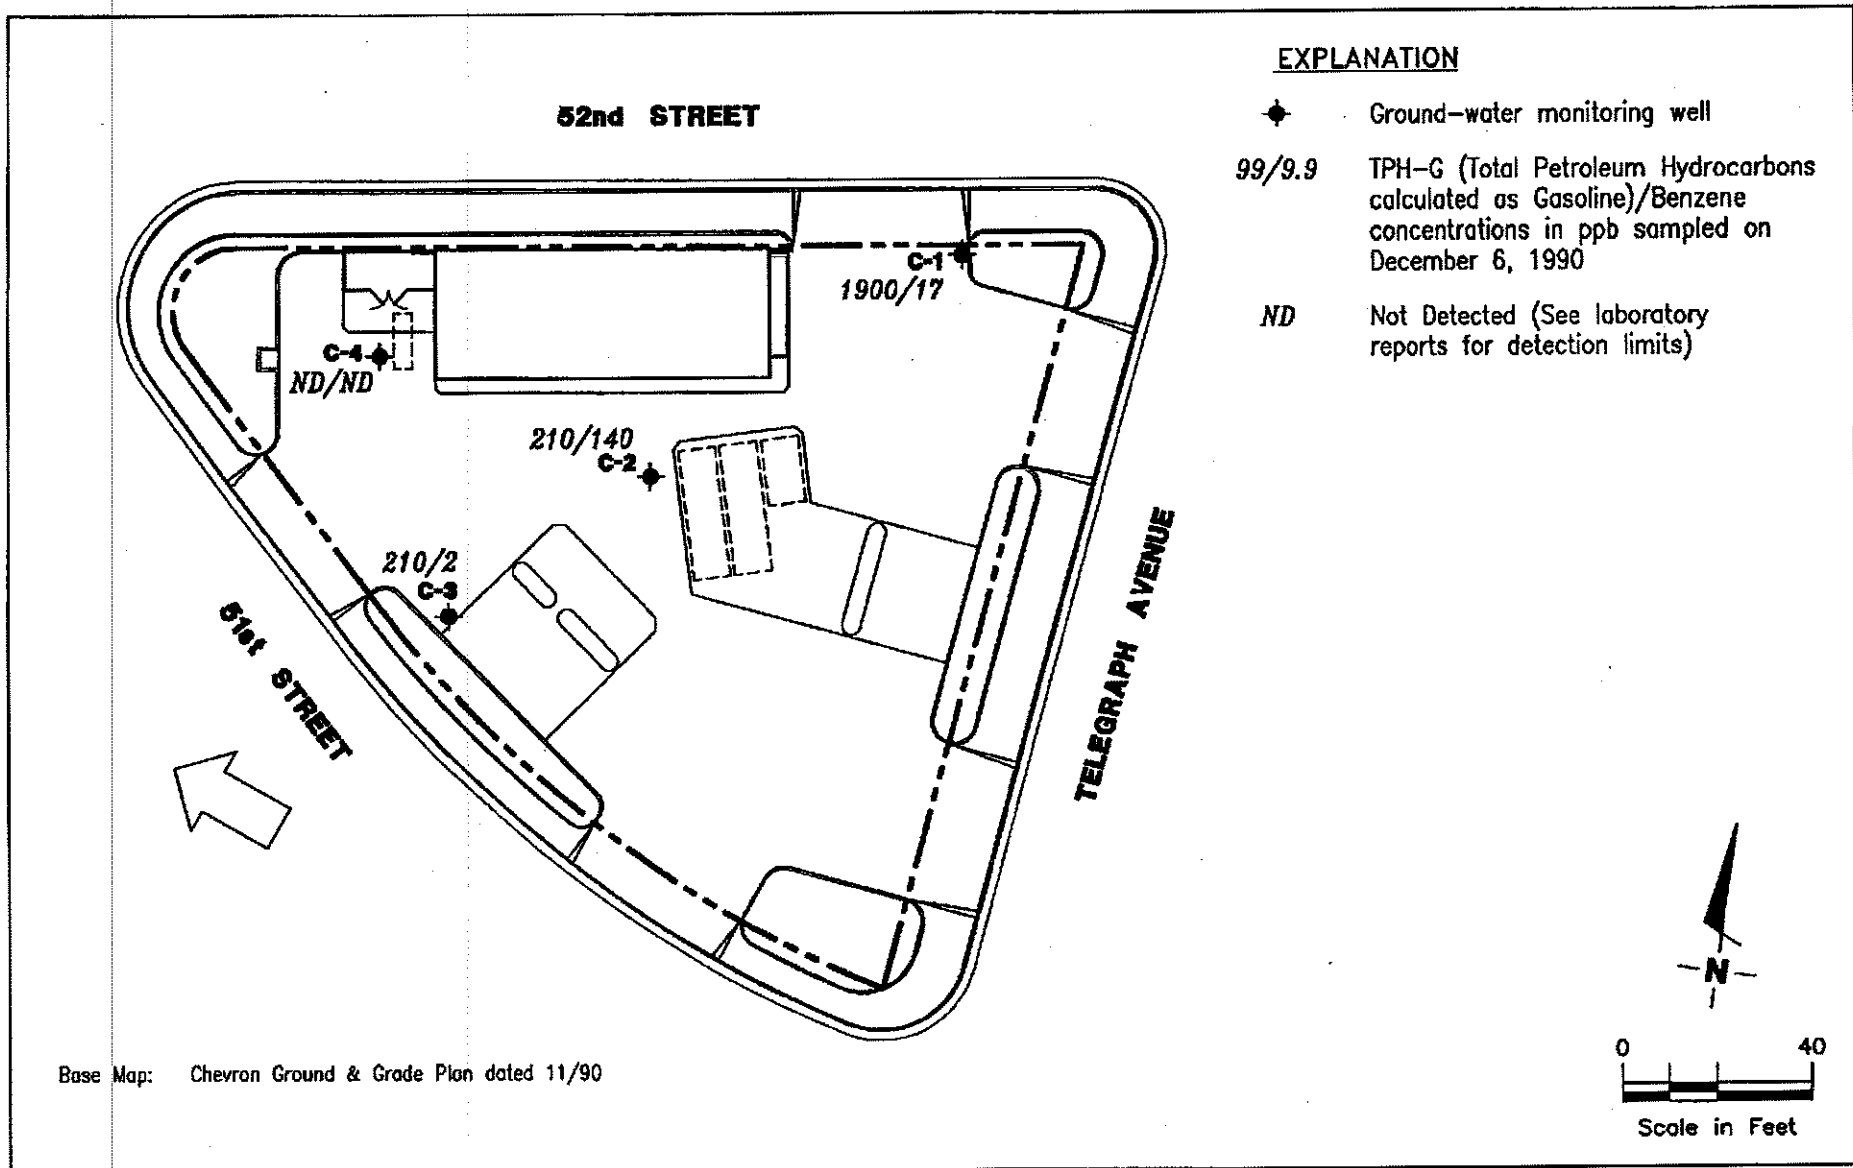 EXPLANATION
Ground-water monitoring well
99/9.9
TPH-G (Total Petroleum Hydrocarbons
calculated as Gasoline)/Benzene
concentrations in ppb sampled on
December 6, 1990
ND
Not Detected (See laboratory
reports for detection limits)
52nd STREET
C-1
1900/17
C-4
ND/ND
210/140
C-2
210/2
C-3
51st STREET
TELEGRAPH AVENUE
N
0 40
Scale in Feet
Base Map: Chevron Ground & Grade Plan dated 11/90